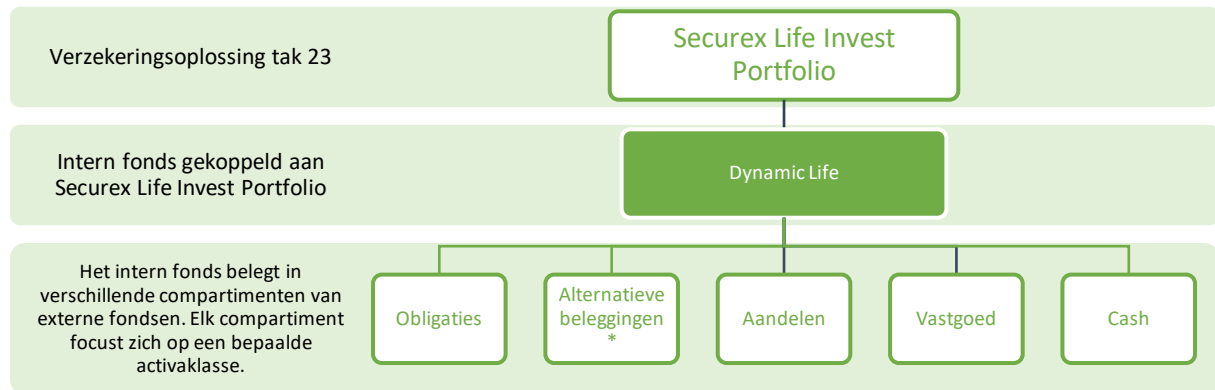 Verzekeringsoplossing tak 23
Securex Life Invest
Portfolio
Intern fonds gekoppeld aan
Securex Life Invest Portfolio
Dynamic Life
Het intern fonds belegt in
verschillende compartimenten van
externe fondsen. Elk compartiment
focust zich op een bepaalde
activaklasse.
Obligaties
Alternatieve
beleggingen
*
Aandelen
Vastgoed
Cash